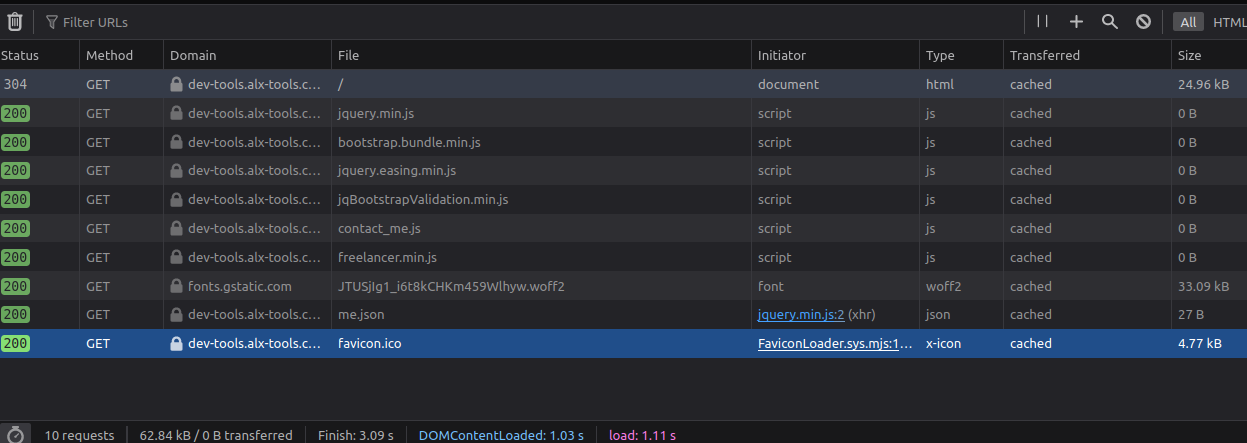 Filter URLs All HTML
Status Method Domain File Initiator Type Transferred Size
304 GET dev-tools.alx-tools.c… / document html cached 24.96 kB
200 GET dev-tools.alx-tools.c… jquery.min.js script js cached 0 B
200 GET dev-tools.alx-tools.c… bootstrap.bundle.min.js script js cached 0 B
200 GET dev-tools.alx-tools.c… jquery.easing.min.js script js cached 0 B
200 GET dev-tools.alx-tools.c… jqBootstrapValidation.min.js script js cached 0 B
200 GET dev-tools.alx-tools.c… contact_me.js script js cached 0 B
200 GET dev-tools.alx-tools.c… freelancer.min.js script js cached 0 B
200 GET fonts.gstatic.com JTUSjIg1_i6t8kCHKm459Wlhyw.woff2 font woff2 cached 33.09 kB
200 GET dev-tools.alx-tools.c… me.json jquery.min.js:2 (xhr) json cached 27 B
200 GET dev-tools.alx-tools.c… favicon.ico FaviconLoader.sys.mjs:1… x-icon cached 4.77 kB
10 requests 62.84 kB / 0 B transferred Finish: 3.09 s DOMContentLoaded: 1.03 s load: 1.11 s